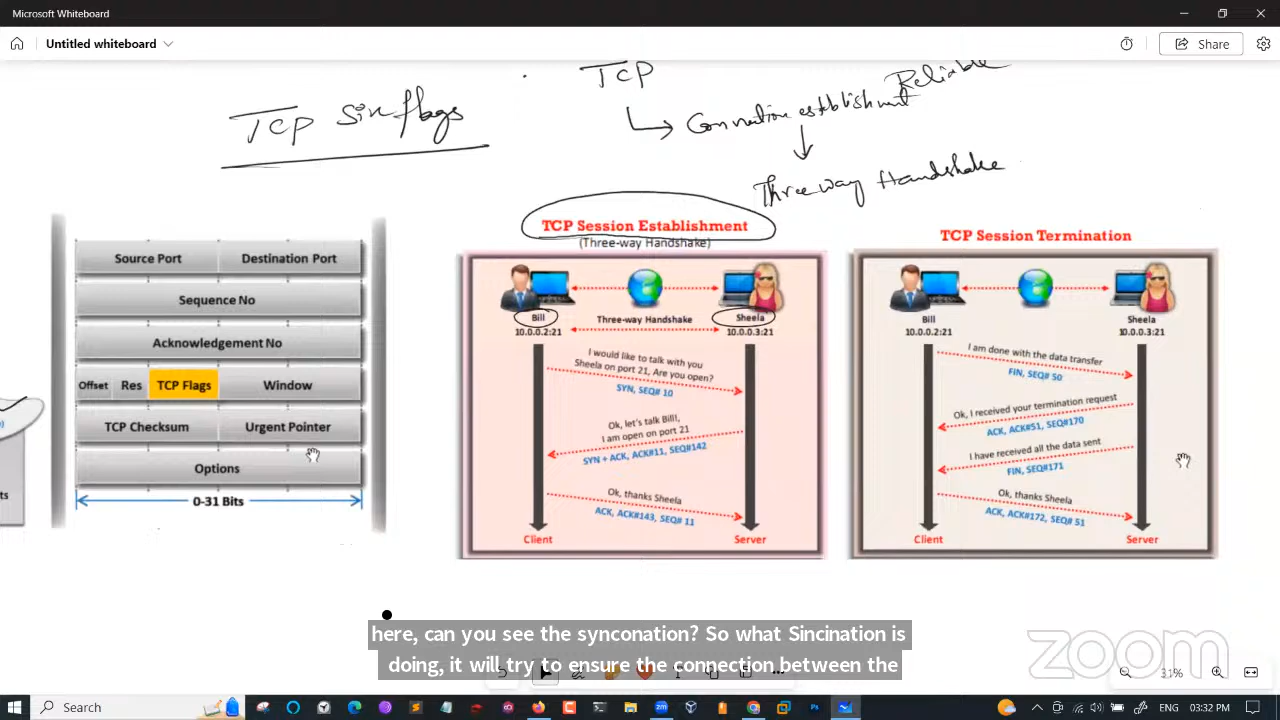 Microsoft Whiteboard
Untitled whiteboard
Share
TCP
Reliable
Connection establishment
Three way Handshake
TCP Sin flags
TCP Session Establishment
(Three-way Handshake)
TCP Session Termination
Source Port
Destination Port
Sequence No
Acknowledgement No
Offset
Res
TCP Flags
Window
TCP Checksum
Urgent Pointer
Options
0-31 Bits
ts
Bill
Three-way Handshake
Sheela
10.0.0.2:21
10.0.0.3:21
I would like to talk with you
Sheela on port 21, Are you open?
SYN, SEQ# 10
Ok, let's talk Bill!,
I am open on port 21
SYN + ACK, ACK#11, SEQ#142
Ok, thanks Sheela
ACK, ACK#143, SEQ# 11
Client
Server
Bill
Sheela
10.0.0.2:21
10.0.0.3:21
I am done with the data transfer
FIN, SEQ# 50
Ok, I received your termination request
ACK, ACK#51, SEQ#170
I have received all the data sent
FIN, SEQ#171
Ok, thanks Sheela
ACK, ACK#172, SEQ# 51
Client
Server
here, can you see the synconation? So what Sincination is
doing, it will try to ensure the connection between the
zoom
31%
Search
ENG
03:32 PM